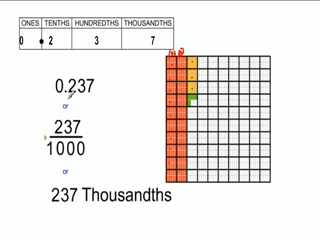 ONES TENTHS HUNDREDTHS THOUSANDTHS
0 . 2 3 7
0.237
or
237
1000
or
237 Thousandths